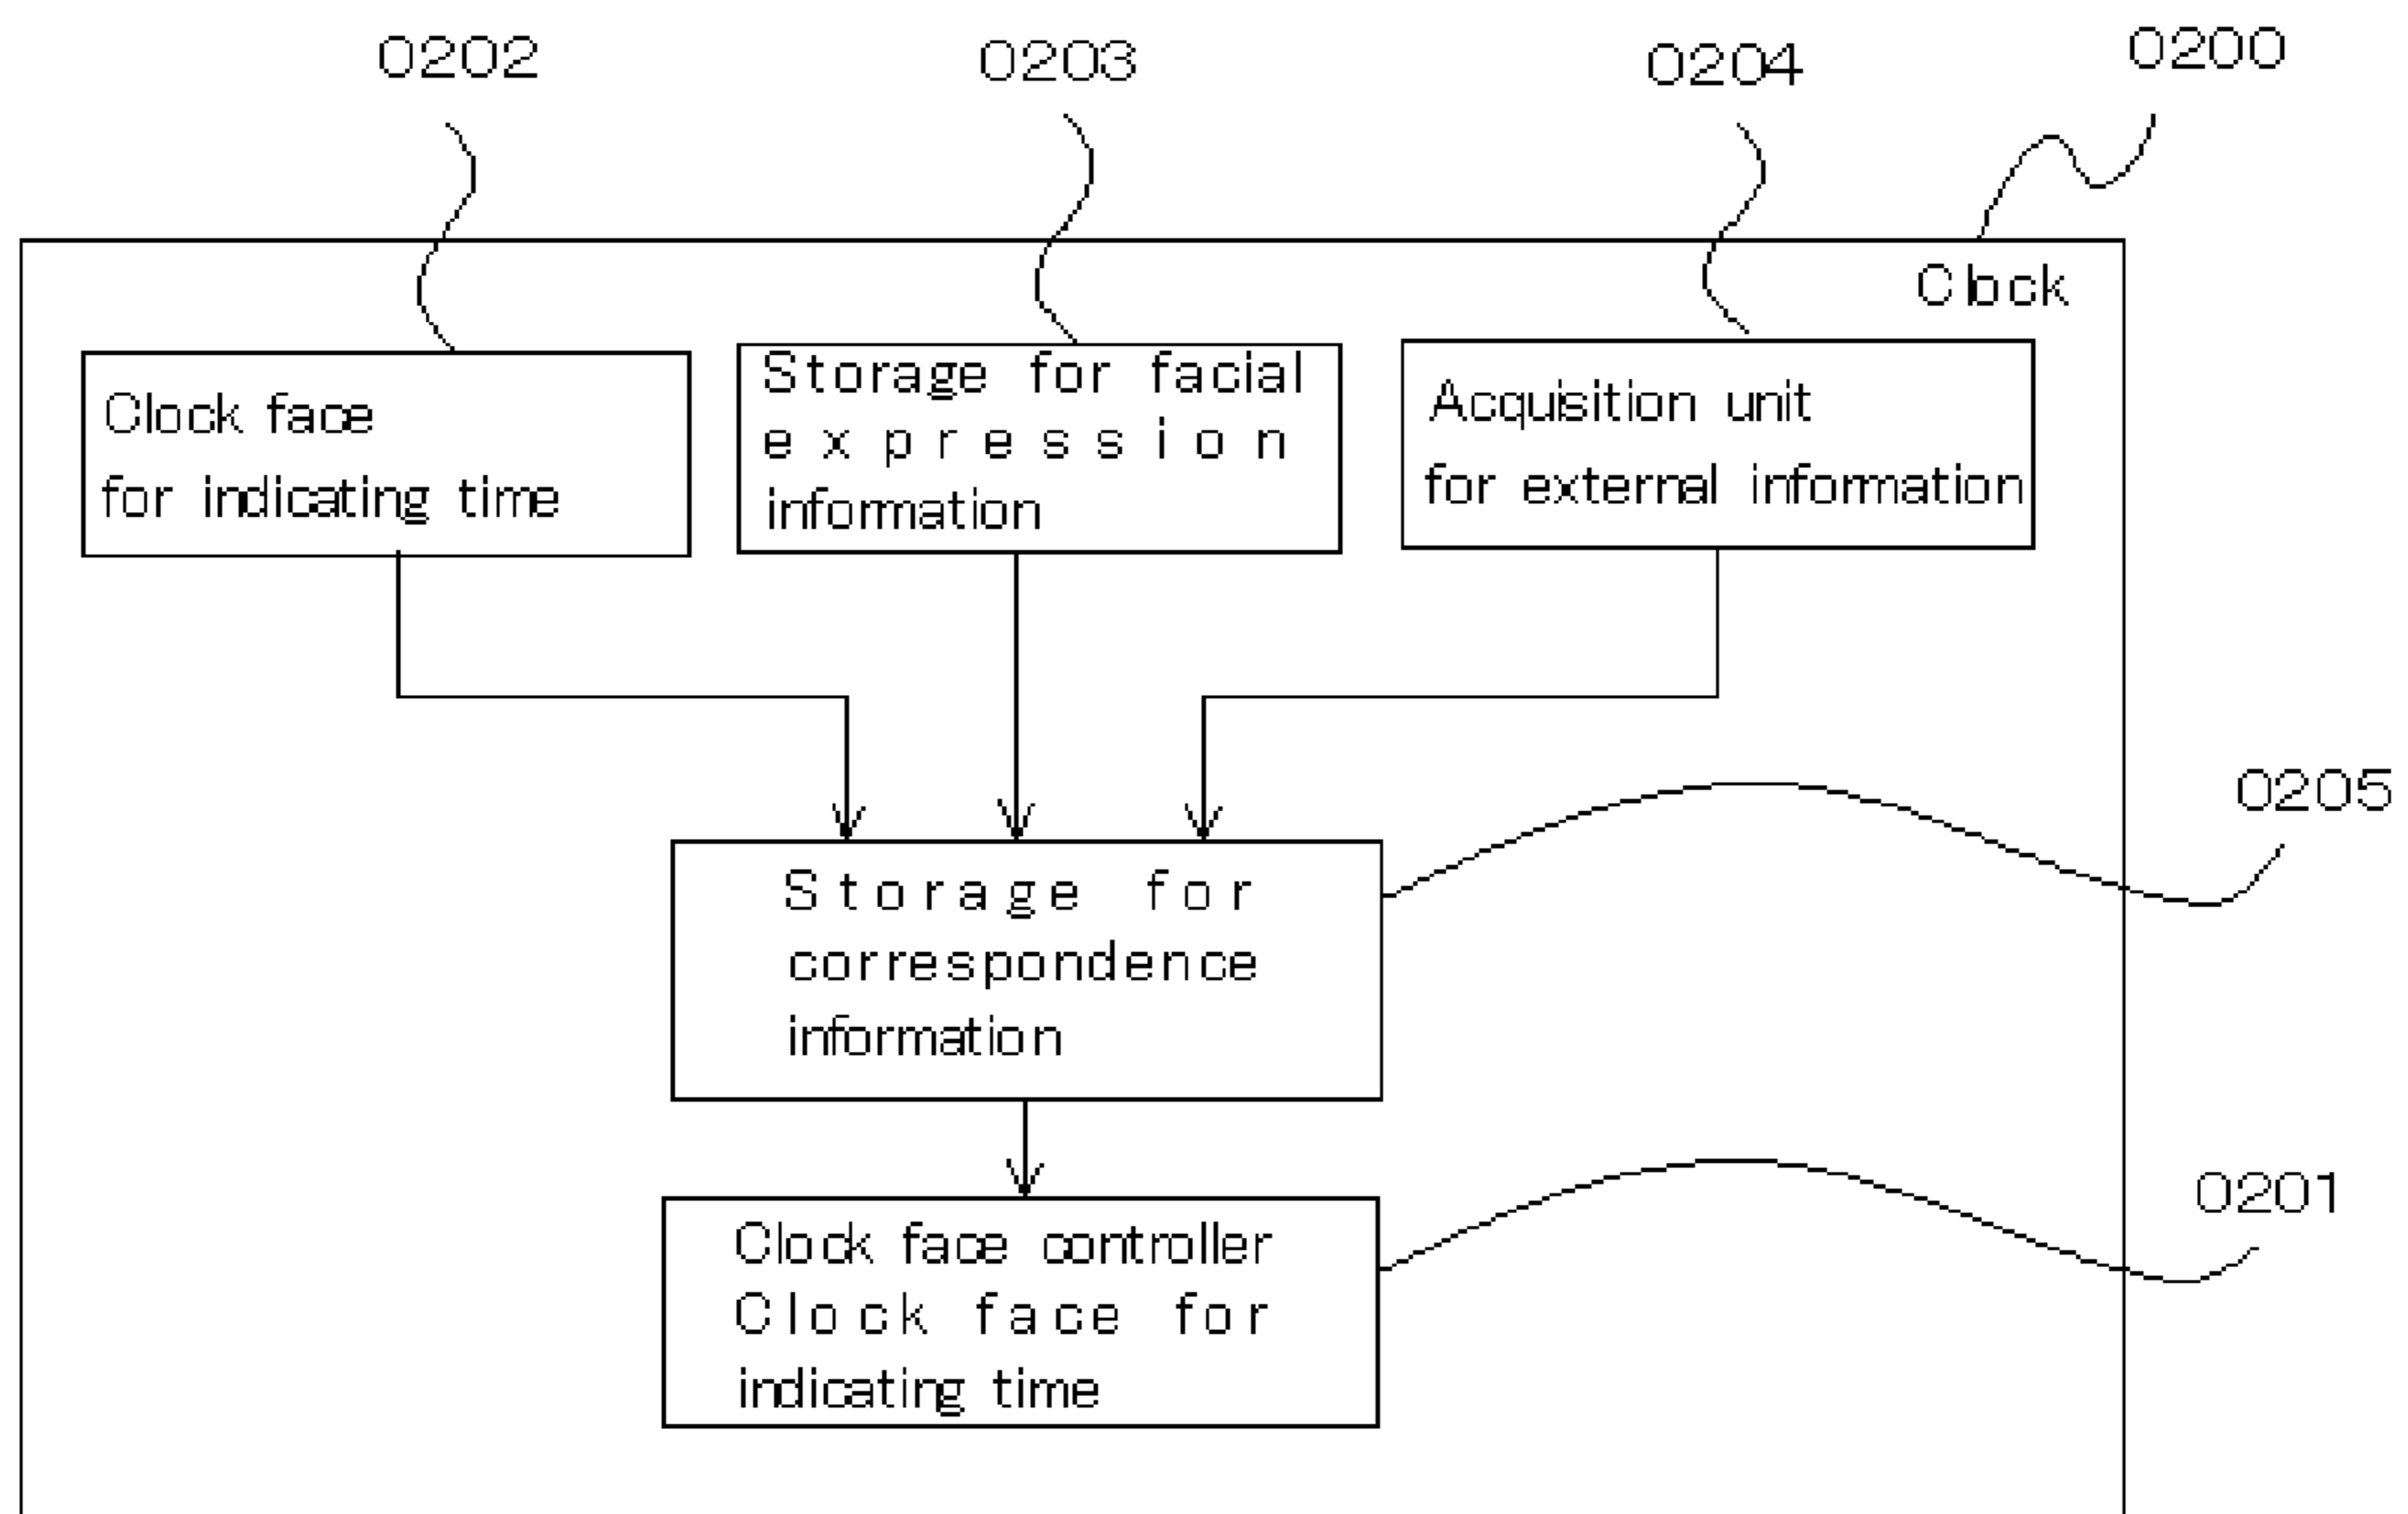 0202
0203
0204
0200
Clock
Clock face
for indicating time
Storage for facial
expression
information
Acquisition unit
for external information
0205
Storage for
correspondence
information
0201
Clock face controller
Clock face for
indicating time